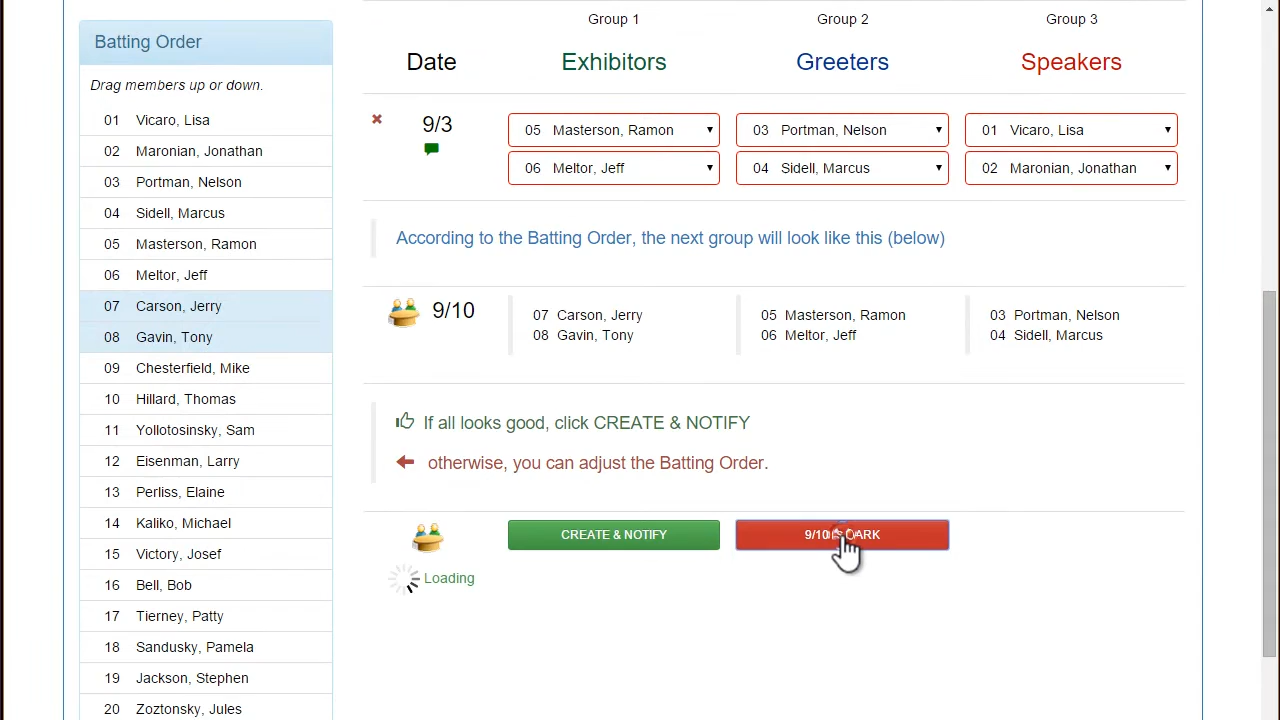 Batting Order
Drag members up or down.
01 Vicaro, Lisa
02 Maronian, Jonathan
03 Portman, Nelson
04 Sidell, Marcus
05 Masterson, Ramon
06 Meltor, Jeff
07 Carson, Jerry
08 Gavin, Tony
09 Chesterfield, Mike
10 Hillard, Thomas
11 Yollotosinsky, Sam
12 Eisenman, Larry
13 Perliss, Elaine
14 Kaliko, Michael
15 Victory, Josef
16 Bell, Bob
17 Tierney, Patty
18 Sandusky, Pamela
19 Jackson, Stephen
20 Zoztonsky, Jules
Group 1 Group 2 Group 3
Date Exhibitors Greeters Speakers
9/3 05 Masterson, Ramon 03 Portman, Nelson 01 Vicaro, Lisa
06 Meltor, Jeff 04 Sidell, Marcus 02 Maronian, Jonathan
According to the Batting Order, the next group will look like this (below)
9/10 07 Carson, Jerry 05 Masterson, Ramon 03 Portman, Nelson
08 Gavin, Tony 06 Meltor, Jeff 04 Sidell, Marcus
If all looks good, click CREATE & NOTIFY
otherwise, you can adjust the Batting Order.
CREATE & NOTIFY 9/10
Loading